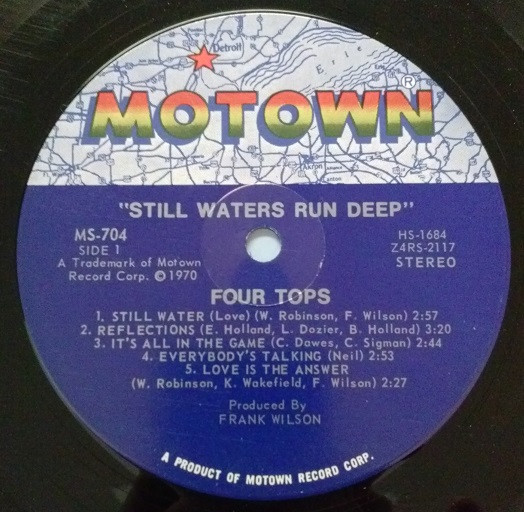 Detroit
Erie
MOTOWN®
Akron
Canton
"STILL WATERS RUN DEEP"
MS-704
SIDE 1
A Trademark of Motown
Record Corp. © 1970
HS-1684
Z4RS-2117
STEREO
FOUR TOPS
1. STILL WATER (Love) (W. Robinson, F. Wilson) 2:57
2. REFLECTIONS (E. Holland, L. Dozier, B. Holland) 3:20
3. IT'S ALL IN THE GAME (C. Dawes, C. Sigman) 2:44
4. EVERYBODY'S TALKING (Neil) 2:53
5. LOVE IS THE ANSWER
(W. Robinson, K. Wakefield, F. Wilson) 2:27
Produced By
FRANK WILSON
A PRODUCT OF MOTOWN RECORD CORP.